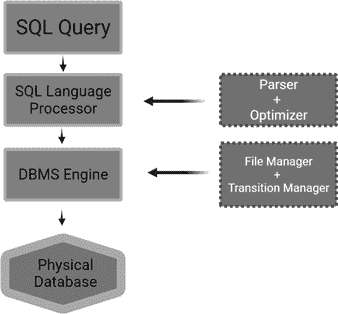 SQL Query
SQL Language
Processor
Parser
+
Optimizer
DBMS Engine
File Manager
+
Transition Manager
Physical
Database